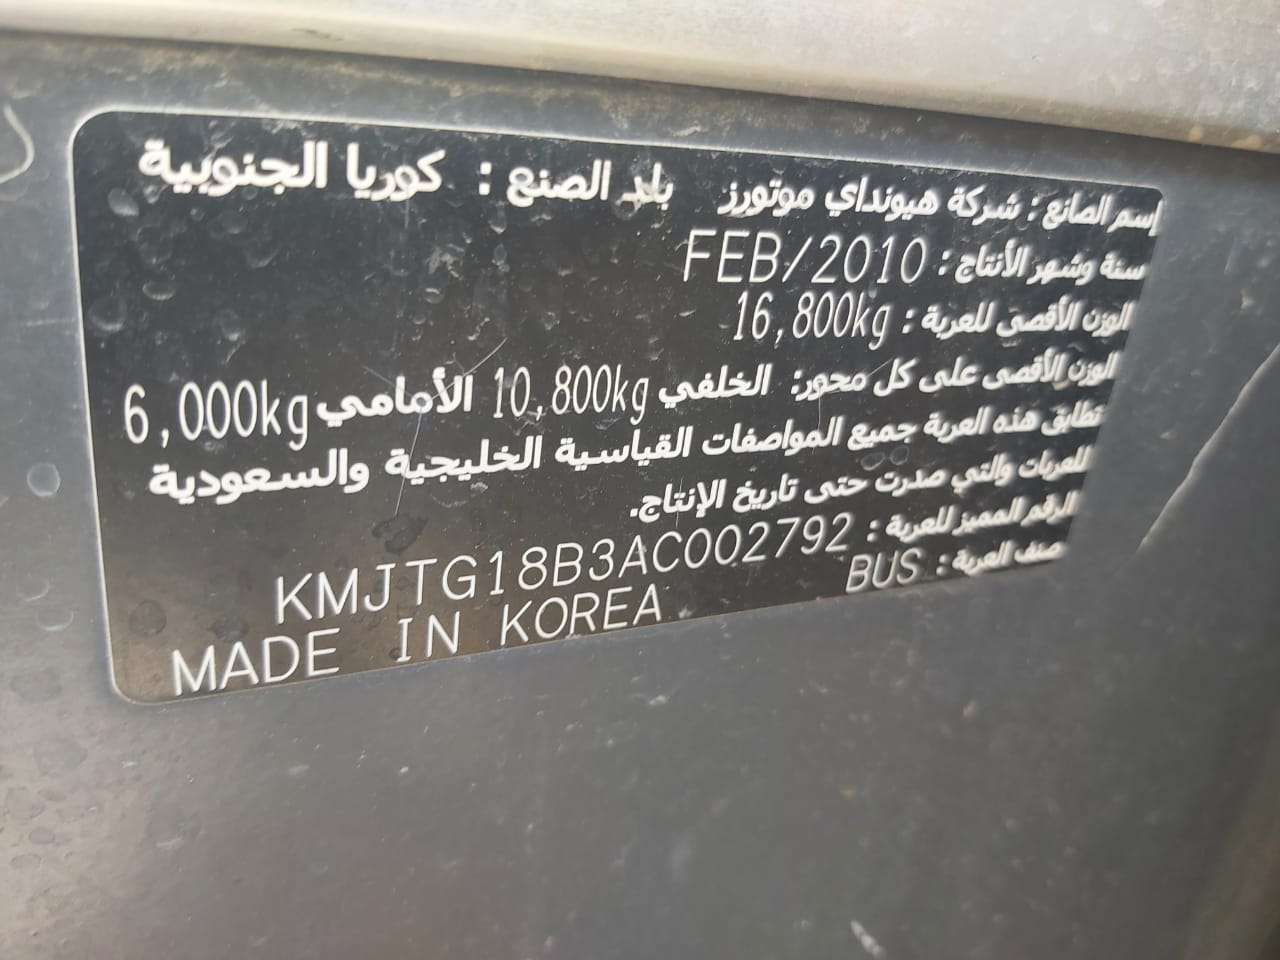 إسم الصانع : شركة هيونداي موتورز بلد الصنع : كوريا الجنوبية
سنة وشهر الأنتاج : FEB/2010
الوزن الأقصى للعربة : 16,800kg
الوزن الأقصى على كل محور: الخلفي 10,800kg الأمامي 6,000kg
تطابق هذه العربة جميع المواصفات القياسية الخليجية والسعودية
للعربات والتي صدرت حتى تاريخ الإنتاج.
الرقم المميز للعربة : KMJTG18B3AC002792
صنف العربة : BUS
MADE IN KOREA